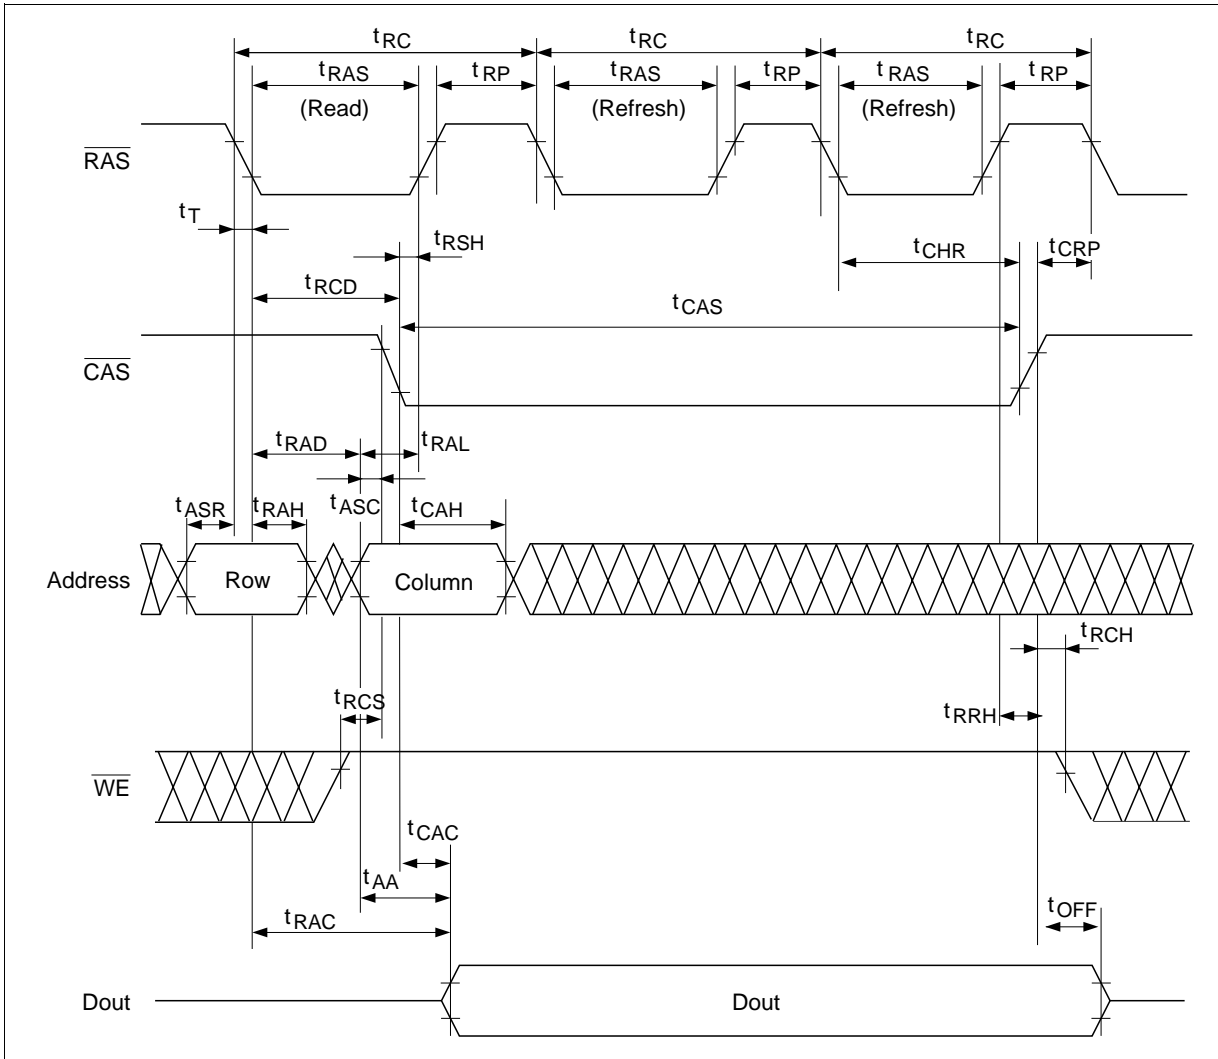 tRC tRC tRC
tRAS tRP tRAS tRP tRAS tRP
(Read) (Refresh) (Refresh)
RAS
tT
tRSH
tCHR tCRP
tRCD
tCAS
CAS
tRAD tRAL
tASR tRAH tASC tCAH
Address Row Column
tRCH
tRCS
tRRH
WE
tCAC
tAA
tRAC tOFF
Dout Dout